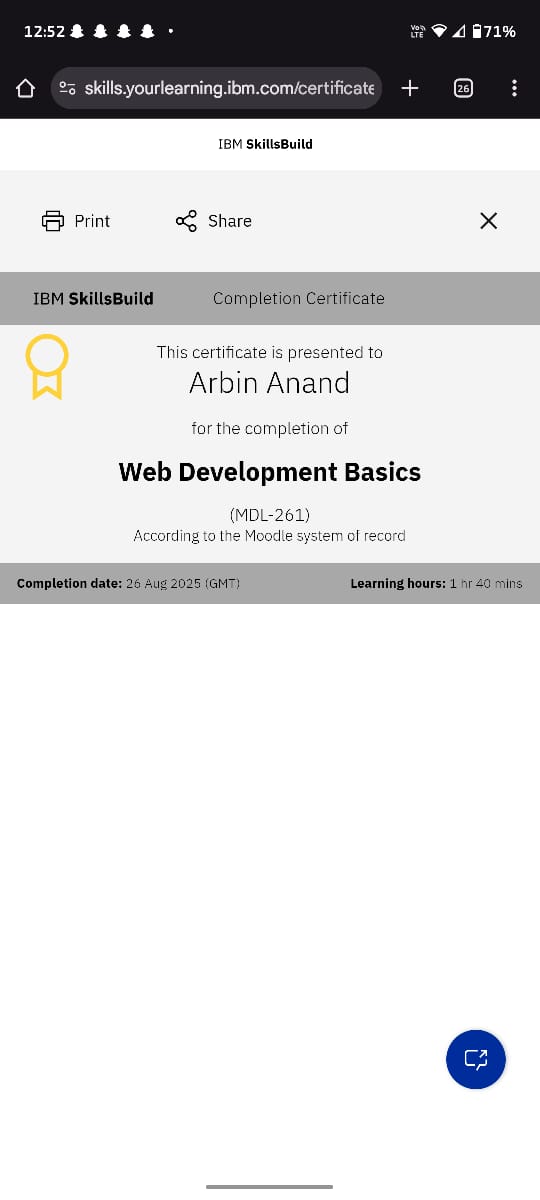 12:52
Vo LTE
71%
skills.yourlearning.ibm.com/certificate
26
IBM SkillsBuild
Print
Share
IBM SkillsBuild
Completion Certificate
This certificate is presented to
Arbin Anand
for the completion of
Web Development Basics
(MDL-261)
According to the Moodle system of record
Completion date: 26 Aug 2025 (GMT)
Learning hours: 1 hr 40 mins